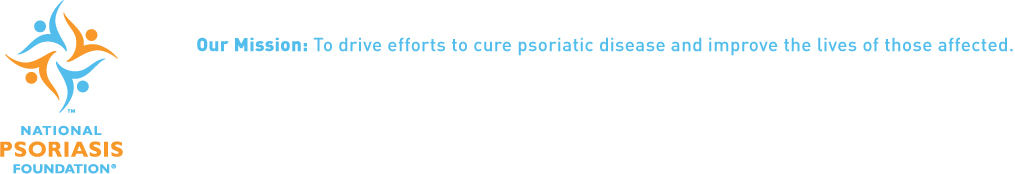 Our Mission: To drive efforts to cure psoriatic disease and improve the lives of those affected.
™
NATIONAL
PSORIASIS
FOUNDATION®